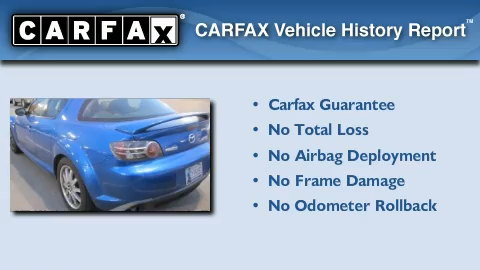 CARFAX® CARFAX Vehicle History Report™
• Carfax Guarantee
• No Total Loss
• No Airbag Deployment
• No Frame Damage
• No Odometer Rollback